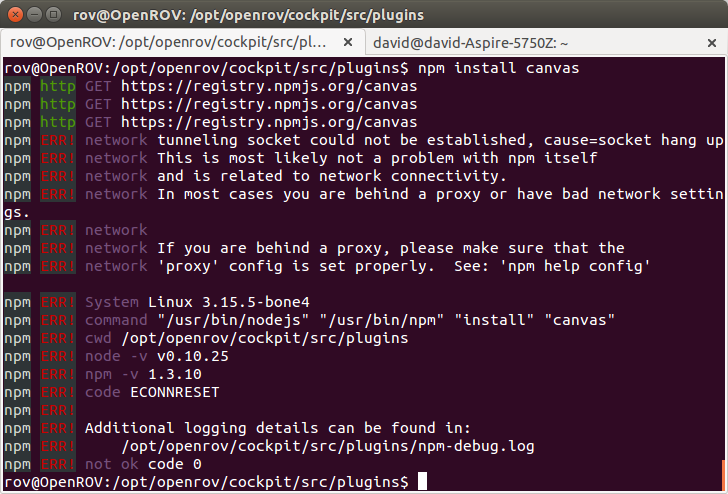 rov@OpenROV: /opt/openrov/cockpit/src/plugins
rov@OpenROV: /opt/openrov/cockpit/src/pl... × david@david-Aspire-5750Z: ~ ×
rov@OpenROV:/opt/openrov/cockpit/src/plugins$ npm install canvas
npm http GET https://registry.npmjs.org/canvas
npm http GET https://registry.npmjs.org/canvas
npm http GET https://registry.npmjs.org/canvas
npm ERR! network tunneling socket could not be established, cause=socket hang up
npm ERR! network This is most likely not a problem with npm itself
npm ERR! network and is related to network connectivity.
npm ERR! network In most cases you are behind a proxy or have bad network settin
gs.
npm ERR! network
npm ERR! network If you are behind a proxy, please make sure that the
npm ERR! network 'proxy' config is set properly.  See: 'npm help config'
npm ERR! System Linux 3.15.5-bone4
npm ERR! command "/usr/bin/nodejs" "/usr/bin/npm" "install" "canvas"
npm ERR! cwd /opt/openrov/cockpit/src/plugins
npm ERR! node -v v0.10.25
npm ERR! npm -v 1.3.10
npm ERR! code ECONNRESET
npm ERR!
npm ERR! Additional logging details can be found in:
npm ERR!     /opt/openrov/cockpit/src/plugins/npm-debug.log
npm ERR! not ok code 0
rov@OpenROV:/opt/openrov/cockpit/src/plugins$